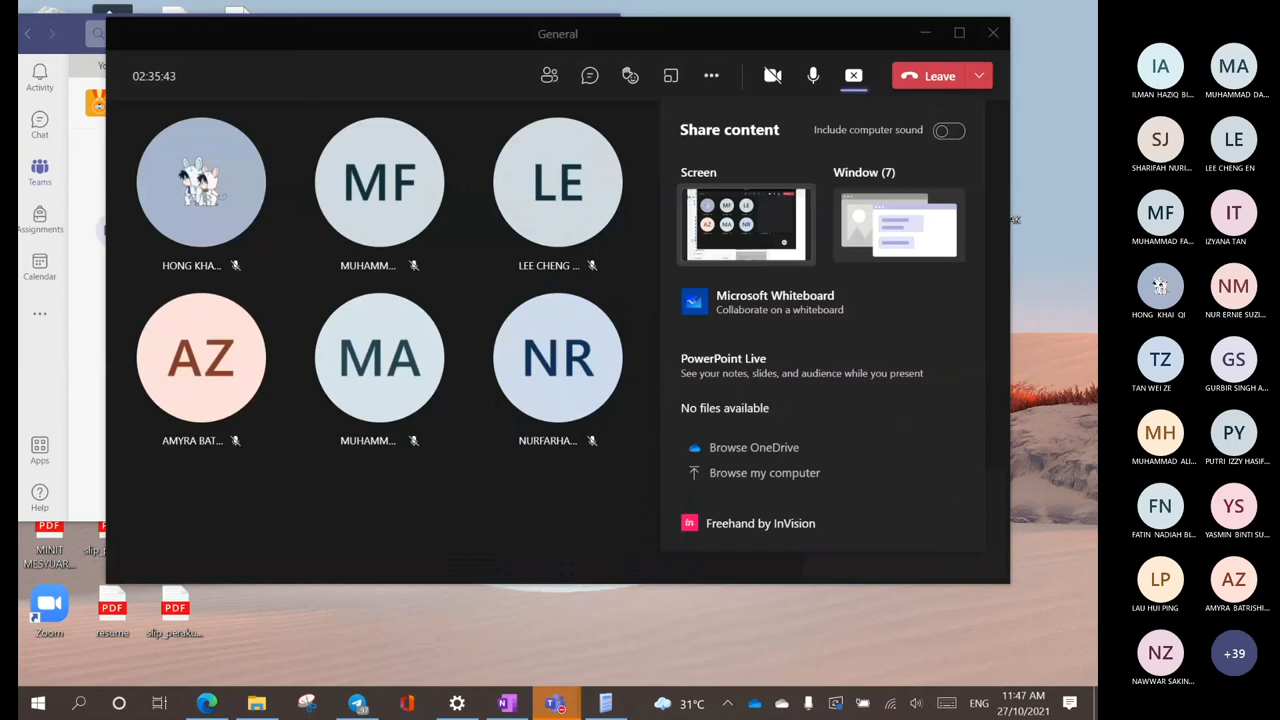 General
02:35:43
Leave
Activity
Chat
Teams
Assignments
Calendar
Apps
Help
MF
LE
HONG KHA...
MUHAMM...
LEE CHENG ...
AZ
MA
NR
AMYRA BAT...
MUHAMM...
NURFARHA...
Share content
Include computer sound
Screen
Window (7)
Microsoft Whiteboard
Collaborate on a whiteboard
PowerPoint Live
See your notes, slides, and audience while you present
No files available
Browse OneDrive
Browse my computer
in
Freehand by InVision
PDF
PDF
MINIT
MESYUAR...
slip_p
PDF
PDF
Zoom
resume
slip_peraku...
31°C
ENG
11:47 AM
27/10/2021
IA
MA
ILMAN HAZIQ BI...
MUHAMMAD DA...
SJ
LE
SHARIFAH NURI...
LEE CHENG EN
MF
IT
MUHAMMAD FA...
IZYANA TAN
NM
HONG KHAI QI
NUR ERNIE SUZI...
TZ
GS
TAN WEI ZE
GURBIR SINGH A...
MH
PY
MUHAMMAD ALI...
PUTRI IZZY HASIF...
FN
YS
FATIN NADIAH BI...
YASMIN BINTI SU...
LP
AZ
LAU HUI PING
AMYRA BATRISHI...
NZ
+39
NAWWAR SAKIN...